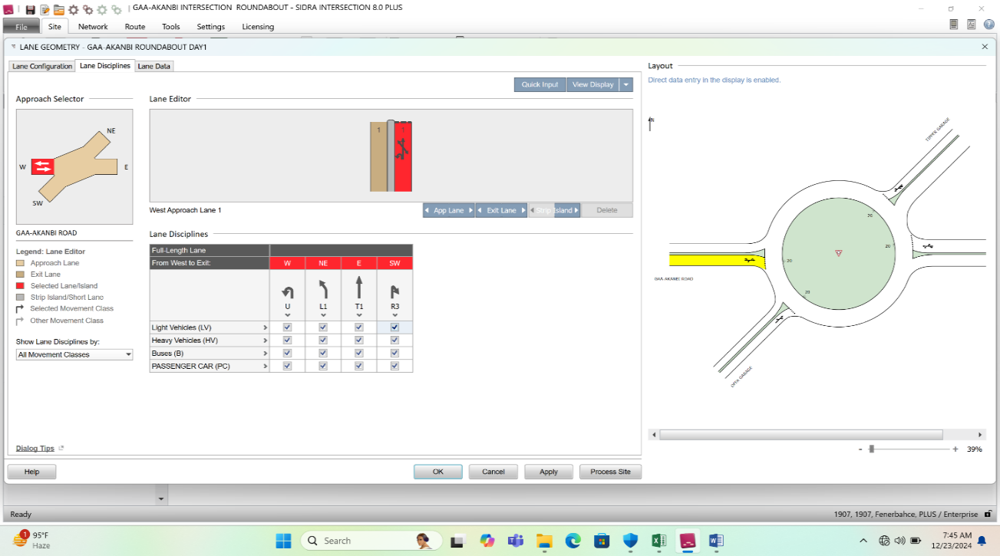 GAA-AKANBI INTERSECTION ROUNDABOUT - SIDRA INTERSECTION 8.0 PLUS
File Site Network Route Tools Settings Licensing
LANE GEOMETRY - GAA-AKANBI ROUNDABOUT DAY1
Lane Configuration Lane Disciplines Lane Data
Quick Input View Display
Approach Selector
NE
W
E
SW
GAA-AKANBI ROAD
Legend: Lane Editor
Approach Lane
Exit Lane
Selected Lane/Island
Strip Island/Short Lane
Selected Movement Class
Other Movement Class
Show Lane Disciplines by:
All Movement Classes
Dialog Tips
Lane Editor
1 1
West Approach Lane 1
App Lane Exit Lane Strip Island Delete
Lane Disciplines
Full-Length Lane
From West to Exit: W NE E SW
U L1 T1 R3
Light Vehicles (LV)
Heavy Vehicles (HV)
Buses (B)
PASSENGER CAR (PC)
Layout
Direct data entry in the display is enabled.
N
TIPPER GARAGE
20
20
20
20
GAA-AKANBI ROAD
OPEN GARAGE
- + 39%
Help OK Cancel Apply Process Site
Ready
1907, 1907, Fenerbahce, PLUS / Enterprise
1
95°F
Haze
Search
7:45 AM
12/23/2024